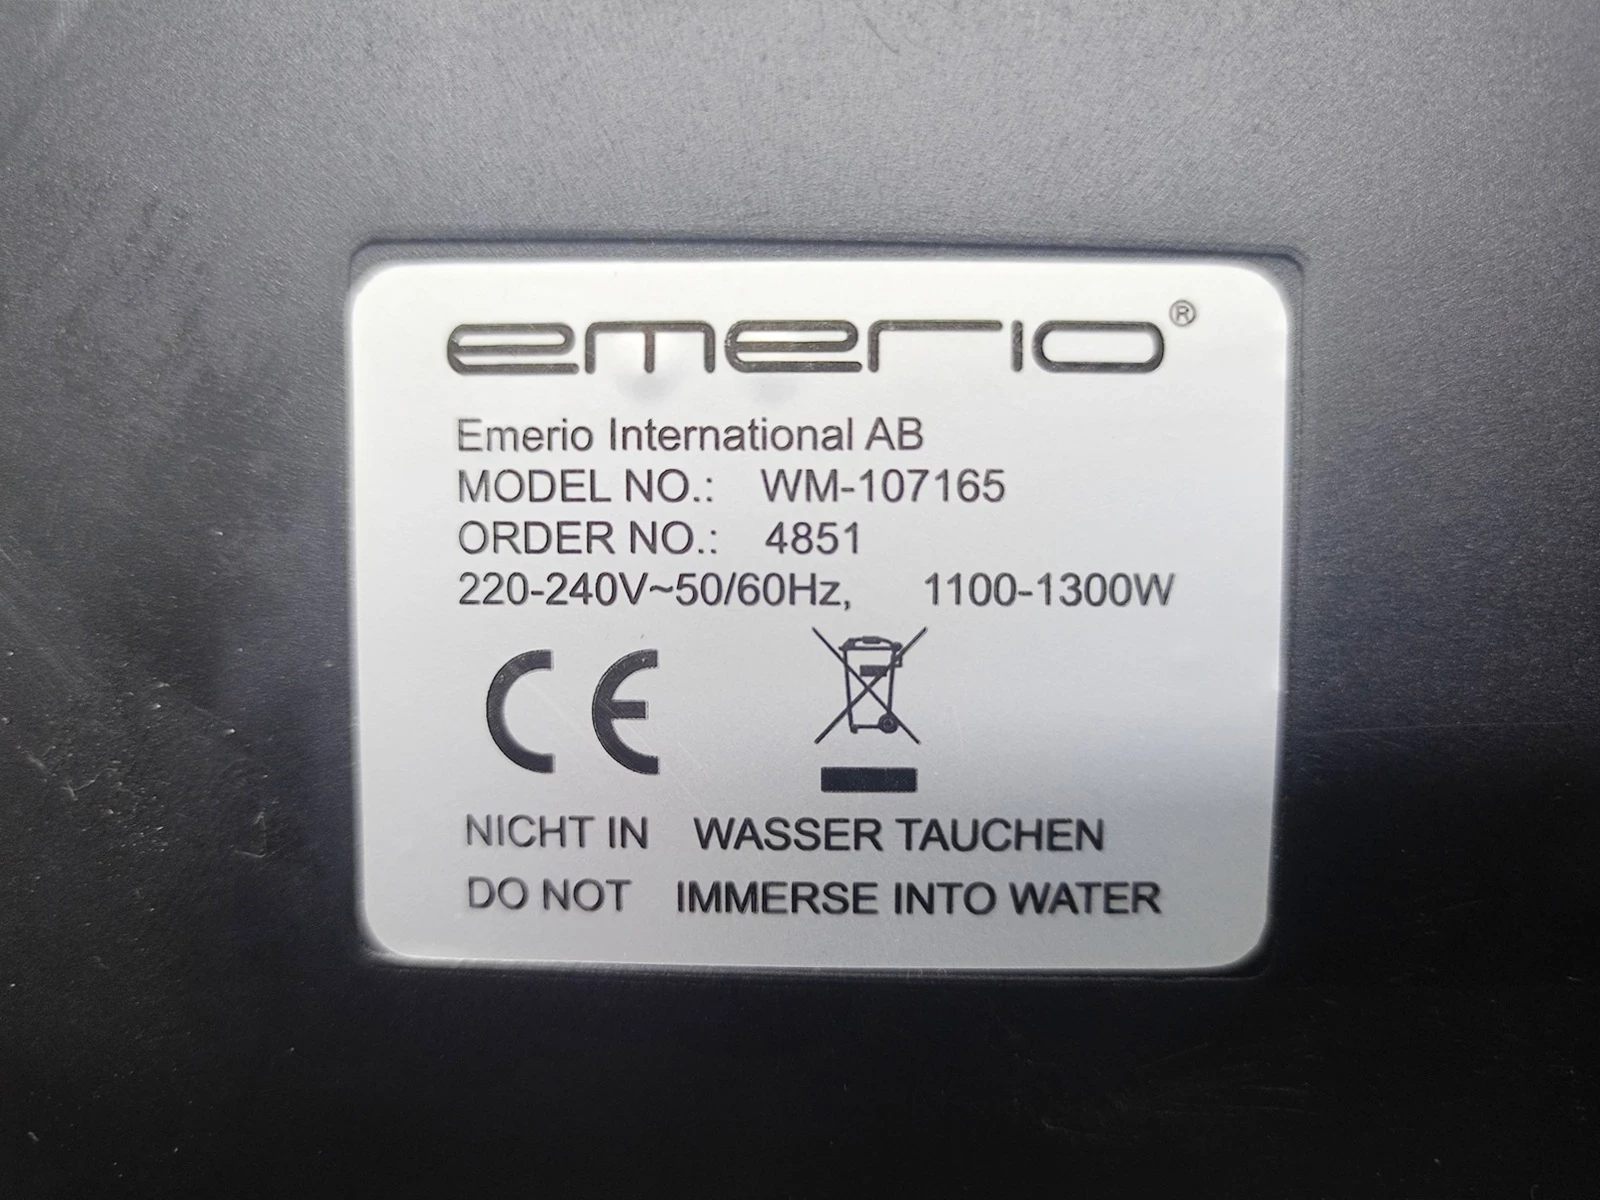 emerio®
Emerio International AB
MODEL NO.: WM-107165
ORDER NO.: 4851
220-240V~50/60Hz, 1100-1300W
CE
NICHT IN WASSER TAUCHEN
DO NOT IMMERSE INTO WATER